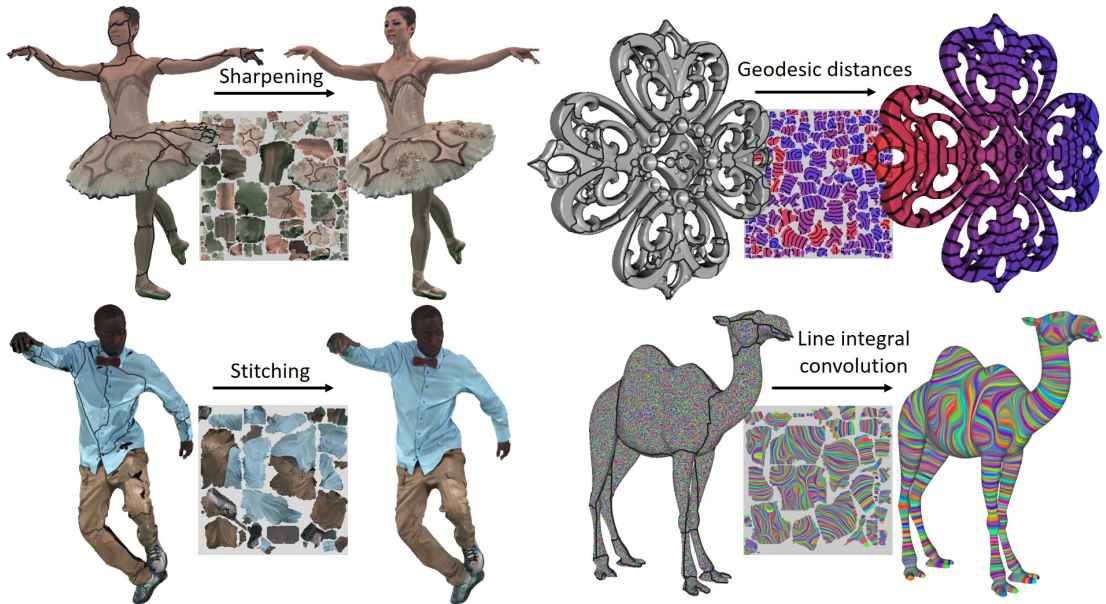 Sharpening
Geodesic distances
Stitching
Line integral
convolution